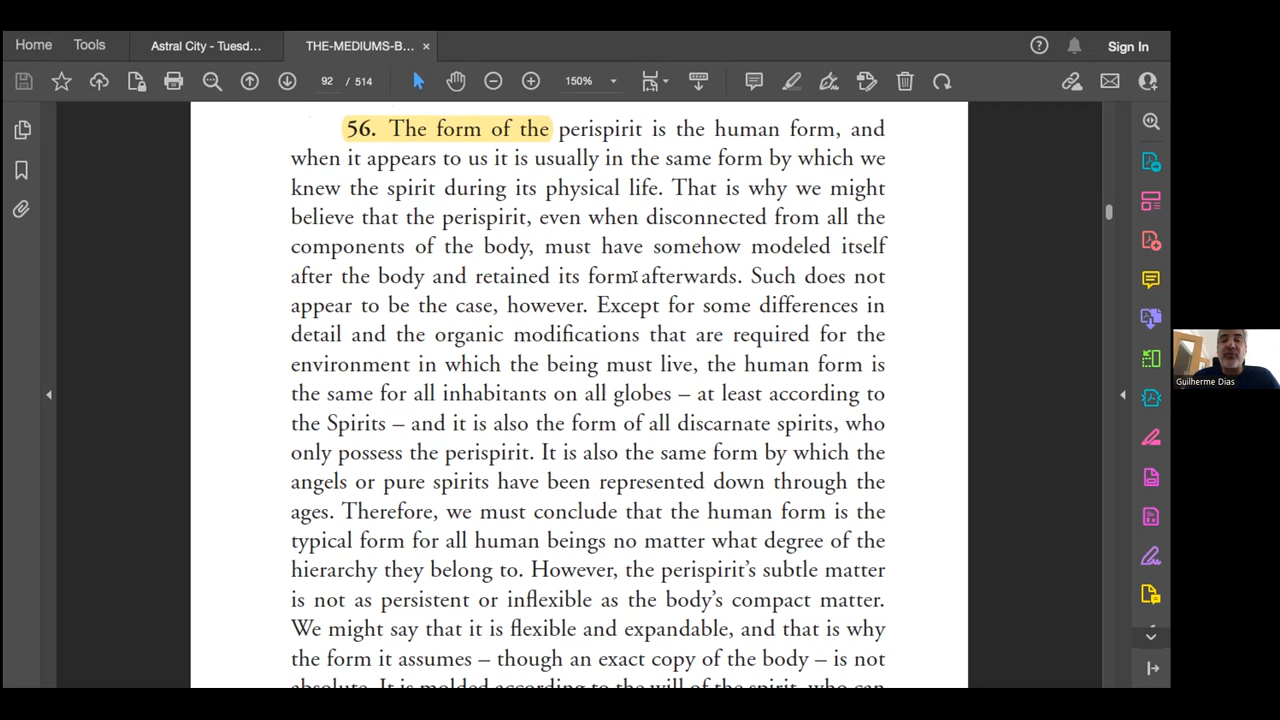 Home
Tools
Astral City - Tuesd...
THE-MEDIUMS-B... ×
Sign In
92 / 514
150%
56. The form of the perispirit is the human form, and
when it appears to us it is usually in the same form by which we
knew the spirit during its physical life. That is why we might
believe that the perispirit, even when disconnected from all the
components of the body, must have somehow modeled itself
after the body and retained its form afterwards. Such does not
appear to be the case, however. Except for some differences in
detail and the organic modifications that are required for the
environment in which the being must live, the human form is
the same for all inhabitants on all globes – at least according to
the Spirits – and it is also the form of all discarnate spirits, who
only possess the perispirit. It is also the same form by which the
angels or pure spirits have been represented down through the
ages. Therefore, we must conclude that the human form is the
typical form for all human beings no matter what degree of the
hierarchy they belong to. However, the perispirit’s subtle matter
is not as persistent or inflexible as the body’s compact matter.
We might say that it is flexible and expandable, and that is why
the form it assumes – though an exact copy of the body – is not
absolute. It is molded according to the will of the spirit, who can
Guilherme Dias